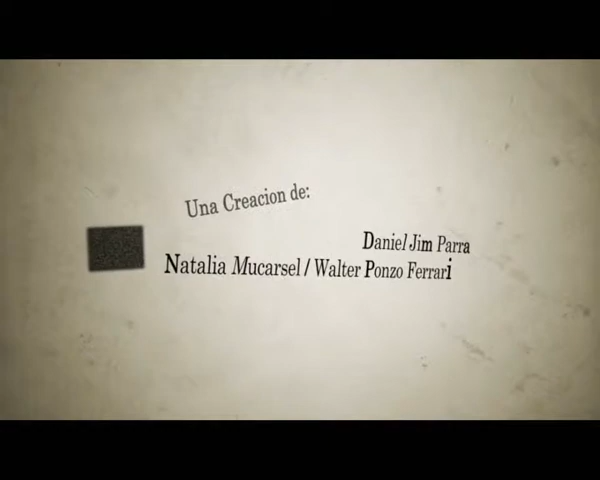 Una Creacion de:
Daniel Jim Parra
Natalia Mucarsel / Walter Ponzo Ferrari